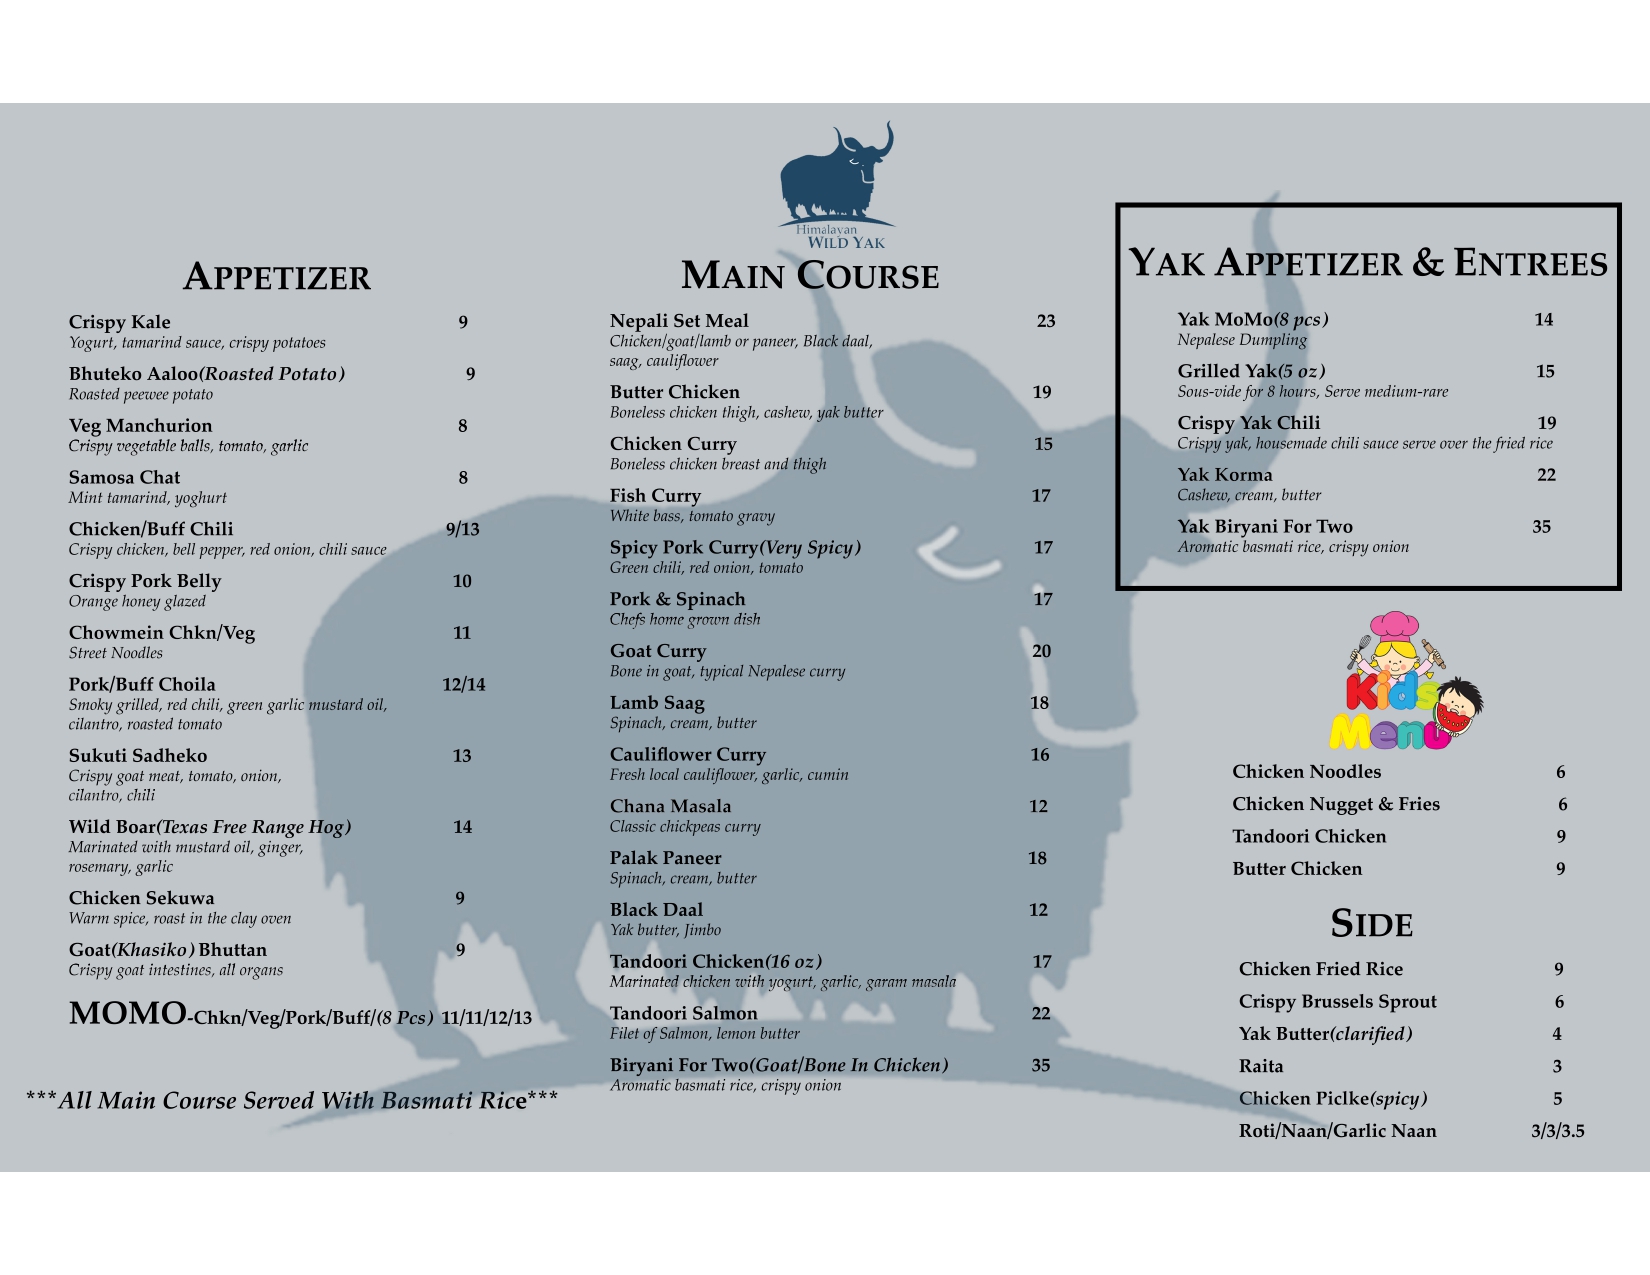 Himalayan
WILD YAK
APPETIZER
Crispy Kale 9
Yogurt, tamarind sauce, crispy potatoes
Bhuteko Aaloo(Roasted Potato) 9
Roasted peewee potato
Veg Manchurion 8
Crispy vegetable balls, tomato, garlic
Samosa Chat 8
Mint tamarind, yoghurt
Chicken/Buff Chili 9/13
Crispy chicken, bell pepper, red onion, chili sauce
Crispy Pork Belly 10
Orange honey glazed
Chowmein Chkn/Veg 11
Street Noodles
Pork/Buff Choila 12/14
Smoky grilled, red chili, green garlic mustard oil,
cilantro, roasted tomato
Sukuti Sadheko 13
Crispy goat meat, tomato, onion,
cilantro, chili
Wild Boar(Texas Free Range Hog) 14
Marinated with mustard oil, ginger,
rosemary, garlic
Chicken Sekuwa 9
Warm spice, roast in the clay oven
Goat(Khasiko) Bhuttan 9
Crispy goat intestines, all organs
MOMO-Chkn/Veg/Pork/Buff/(8 Pcs) 11/11/12/13
***All Main Course Served With Basmati Rice***
MAIN COURSE
Nepali Set Meal 23
Chicken/goat/lamb or paneer, Black daal,
saag, cauliflower
Butter Chicken 19
Boneless chicken thigh, cashew, yak butter
Chicken Curry 15
Boneless chicken breast and thigh
Fish Curry 17
White bass, tomato gravy
Spicy Pork Curry(Very Spicy) 17
Green chili, red onion, tomato
Pork & Spinach 17
Chefs home grown dish
Goat Curry 20
Bone in goat, typical Nepalese curry
Lamb Saag 18
Spinach, cream, butter
Cauliflower Curry 16
Fresh local cauliflower, garlic, cumin
Chana Masala 12
Classic chickpeas curry
Palak Paneer 18
Spinach, cream, butter
Black Daal 12
Yak butter, Jimbo
Tandoori Chicken(16 oz) 17
Marinated chicken with yogurt, garlic, garam masala
Tandoori Salmon 22
Filet of Salmon, lemon butter
Biryani For Two(Goat/Bone In Chicken) 35
Aromatic basmati rice, crispy onion
YAK APPETIZER & ENTREES
Yak MoMo(8 pcs) 14
Nepalese Dumpling
Grilled Yak(5 oz) 15
Sous-vide for 8 hours, Serve medium-rare
Crispy Yak Chili 19
Crispy yak, housemade chili sauce serve over the fried rice
Yak Korma 22
Cashew, cream, butter
Yak Biryani For Two 35
Aromatic basmati rice, crispy onion
Kids
Menu
Chicken Noodles 6
Chicken Nugget & Fries 6
Tandoori Chicken 9
Butter Chicken 9
SIDE
Chicken Fried Rice 9
Crispy Brussels Sprout 6
Yak Butter(clarified) 4
Raita 3
Chicken Piclke(spicy) 5
Roti/Naan/Garlic Naan 3/3/3.5